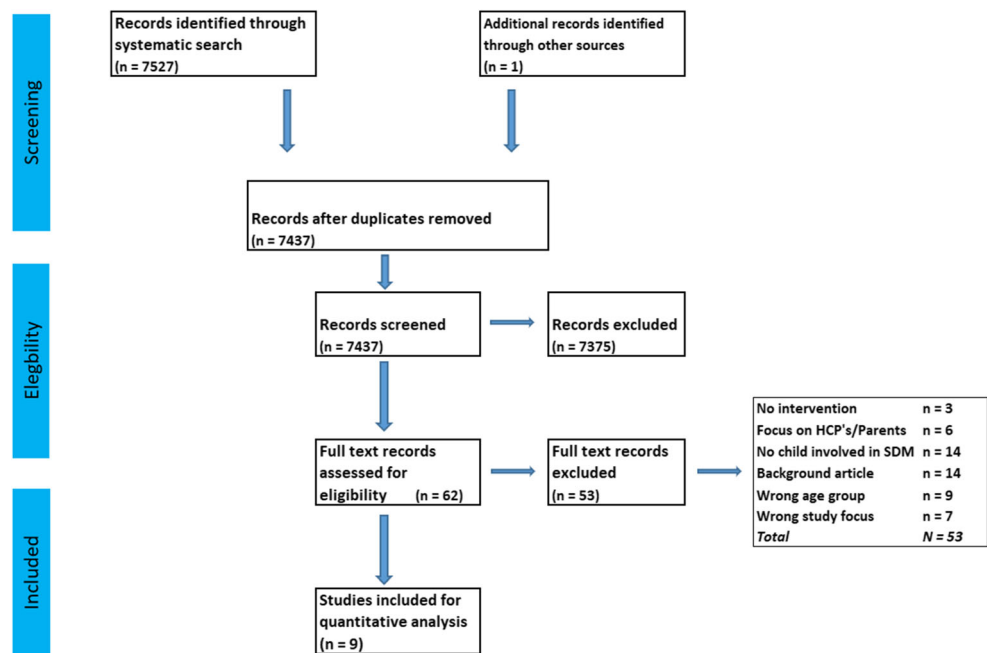 Screening
Records identified through
systematic search
(n = 7527)
Additional records identified
through other sources
(n = 1)
Records after duplicates removed
(n = 7437)
Elegbility
Records screened
(n = 7437)
Records excluded
(n = 7375)
Full text records
assessed for
eligibility (n = 62)
Full text records
excluded
(n = 53)
No intervention n = 3
Focus on HCP's/Parents n = 6
No child involved in SDM n = 14
Background article n = 14
Wrong age group n = 9
Wrong study focus n = 7
Total N = 53
Included
Studies included for
quantitative analysis
(n = 9)